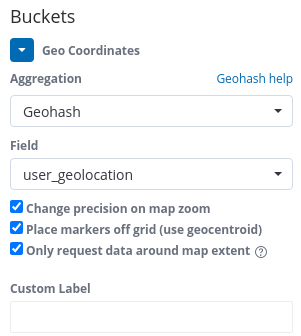 Buckets
Geo Coordinates
Aggregation Geohash help
Geohash
Field
user_geolocation
Change precision on map zoom
Place markers off grid (use geocentroid)
Only request data around map extent ?
Custom Label